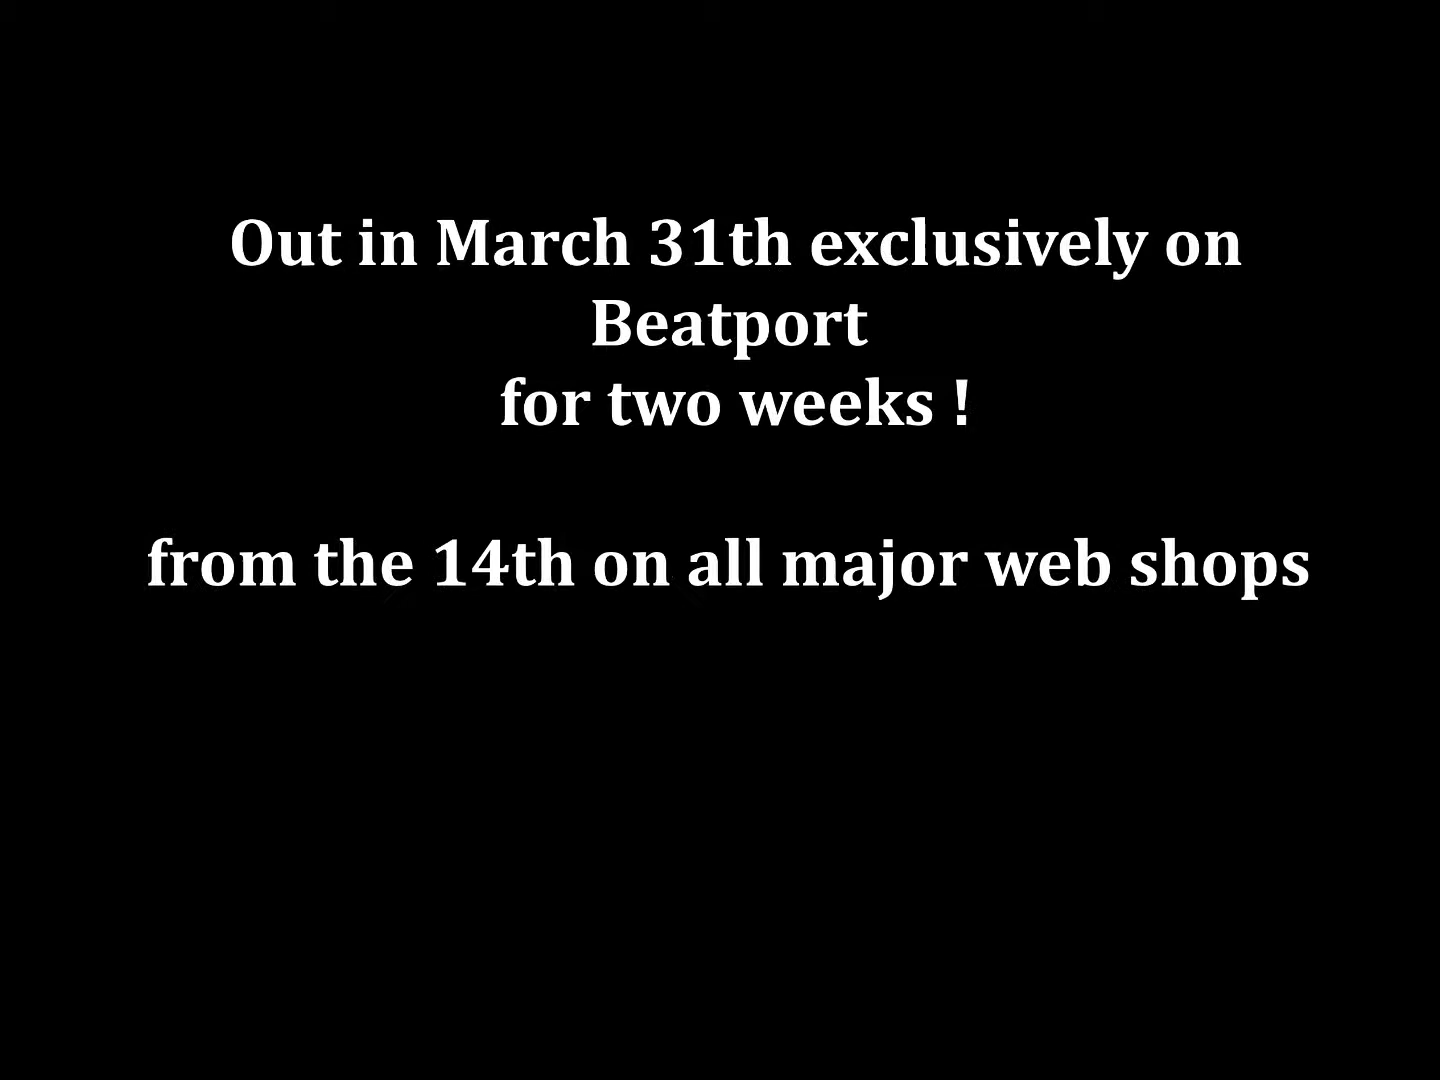 Out in March 31th exclusively on
Beatport
for two weeks !
from the 14th on all major web shops